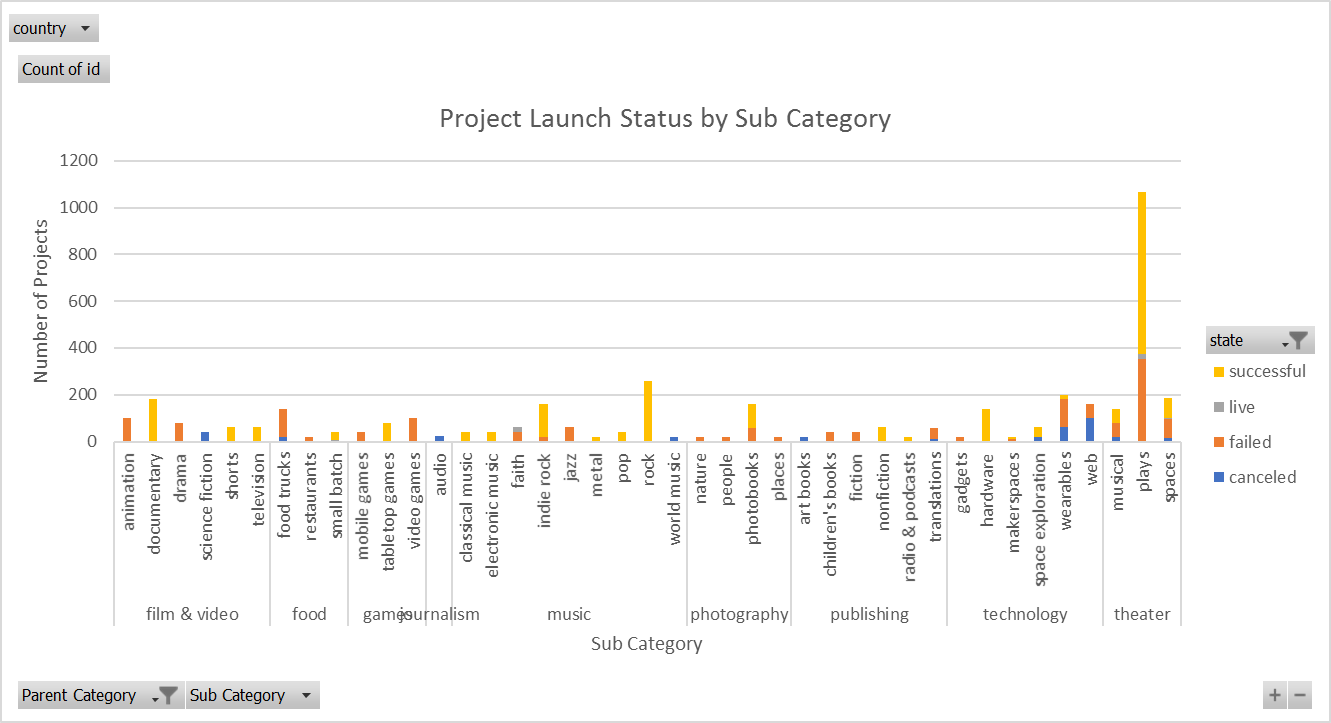 country
Count of id
Project Launch Status by Sub Category
Number of Projects
1200
1000
800
600
400
200
0
animation
documentary
drama
science fiction
shorts
television
food trucks
restaurants
small batch
mobile games
tabletop games
video games
audio
classical music
electronic music
faith
indie rock
jazz
metal
pop
rock
world music
nature
people
photobooks
places
art books
children's books
fiction
nonfiction
radio & podcasts
translations
gadgets
hardware
makerspaces
space exploration
wearables
web
musical
plays
spaces
film & video
food
games
journalism
music
photography
publishing
technology
theater
Sub Category
state
successful
live
failed
canceled
Parent Category
Sub Category